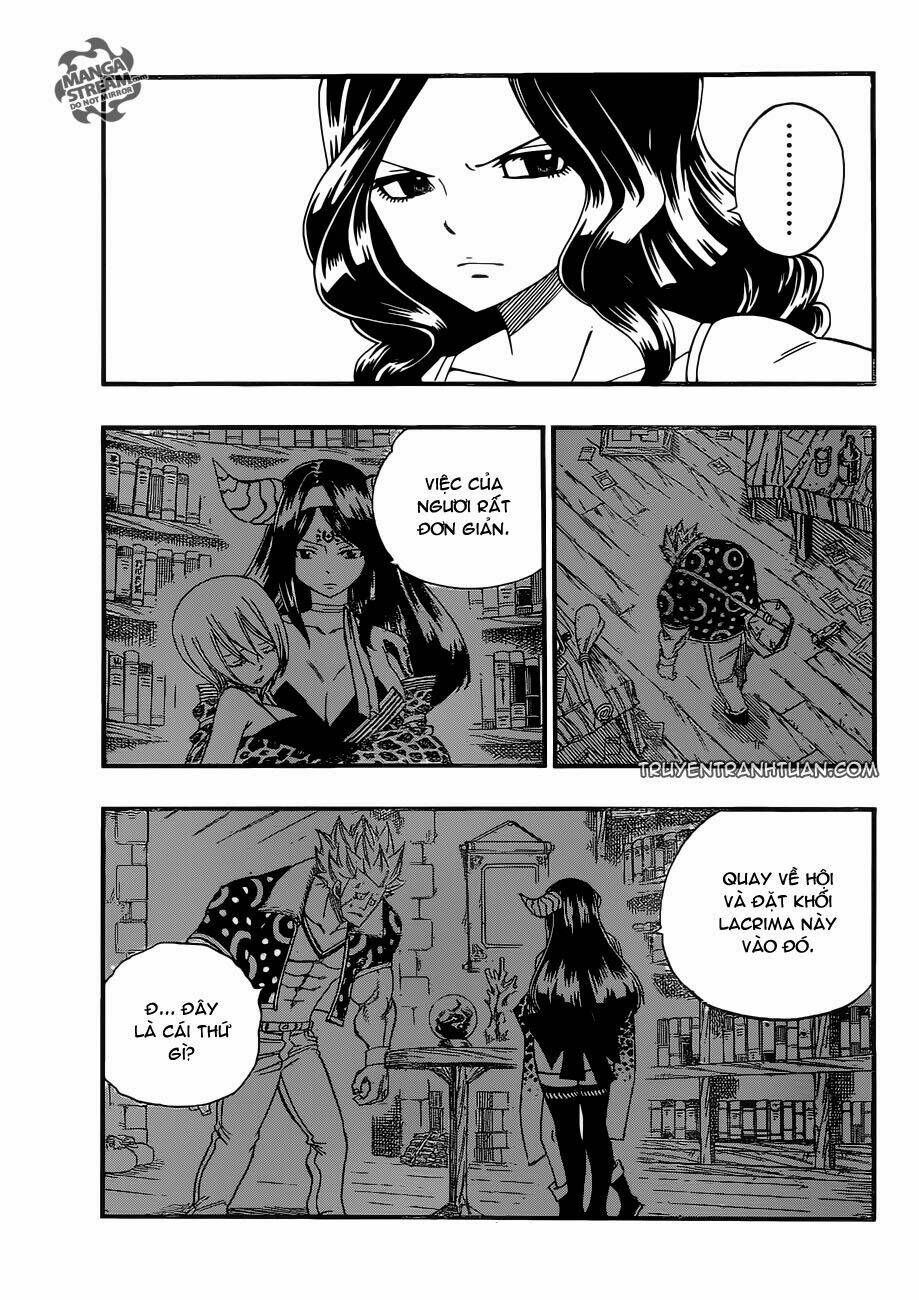 MANGA
STREAM.com
DO NOT MIRROR
..........
VIỆC CỦA
NGƯƠI RẤT
ĐƠN GIẢN.
TRUYENTRANHTUAN.COM
QUAY VỀ HỘI
VÀ ĐẶT KHỐI
LACRIMA NÀY
VÀO ĐÓ.
Đ... ĐÂY
LÀ CÁI THỨ
GÌ?